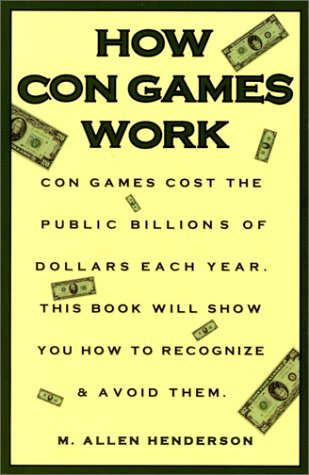 HOW
CON GAMES
WORK
CON GAMES COST THE
PUBLIC BILLIONS OF
DOLLARS EACH YEAR.
THIS BOOK WILL SHOW
YOU HOW TO RECOGNIZE
& AVOID THEM.
M. ALLEN HENDERSON